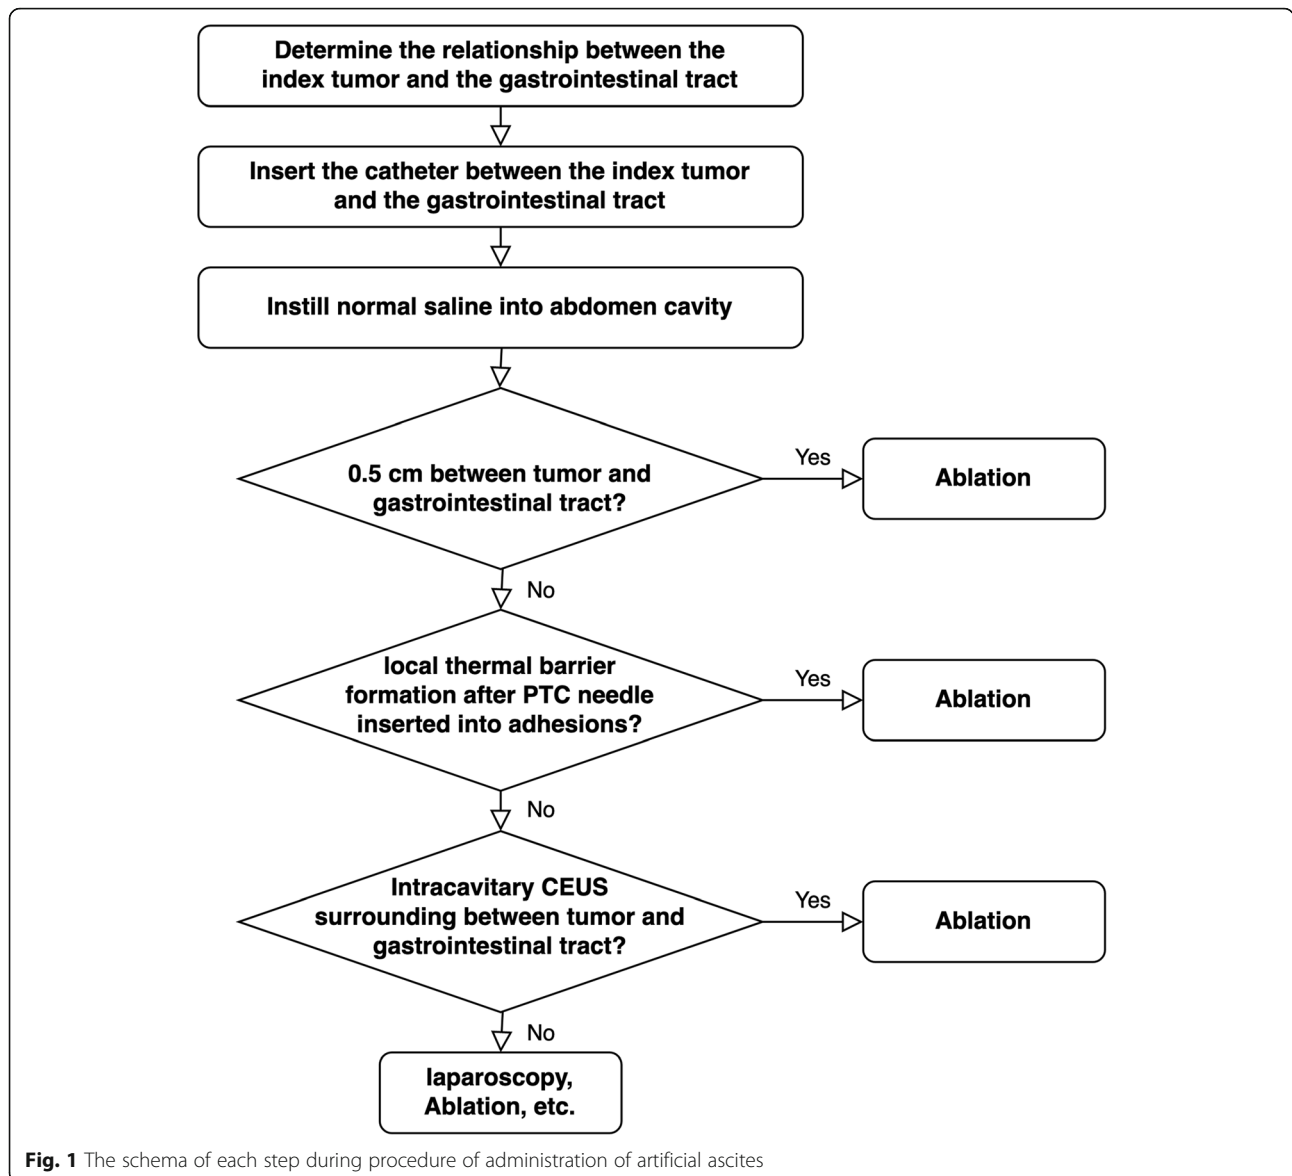 Determine the relationship between the
index tumor and the gastrointestinal tract
Insert the catheter between the index tumor
and the gastrointestinal tract
Instill normal saline into abdomen cavity
0.5 cm between tumor and
gastrointestinal tract?
Yes
Ablation
No
local thermal barrier
formation after PTC needle
inserted into adhesions?
Yes
Ablation
No
Intracavitary CEUS
surrounding between tumor and
gastrointestinal tract?
Yes
Ablation
No
laparoscopy,
Ablation, etc.
Fig. 1 The schema of each step during procedure of administration of artificial ascites